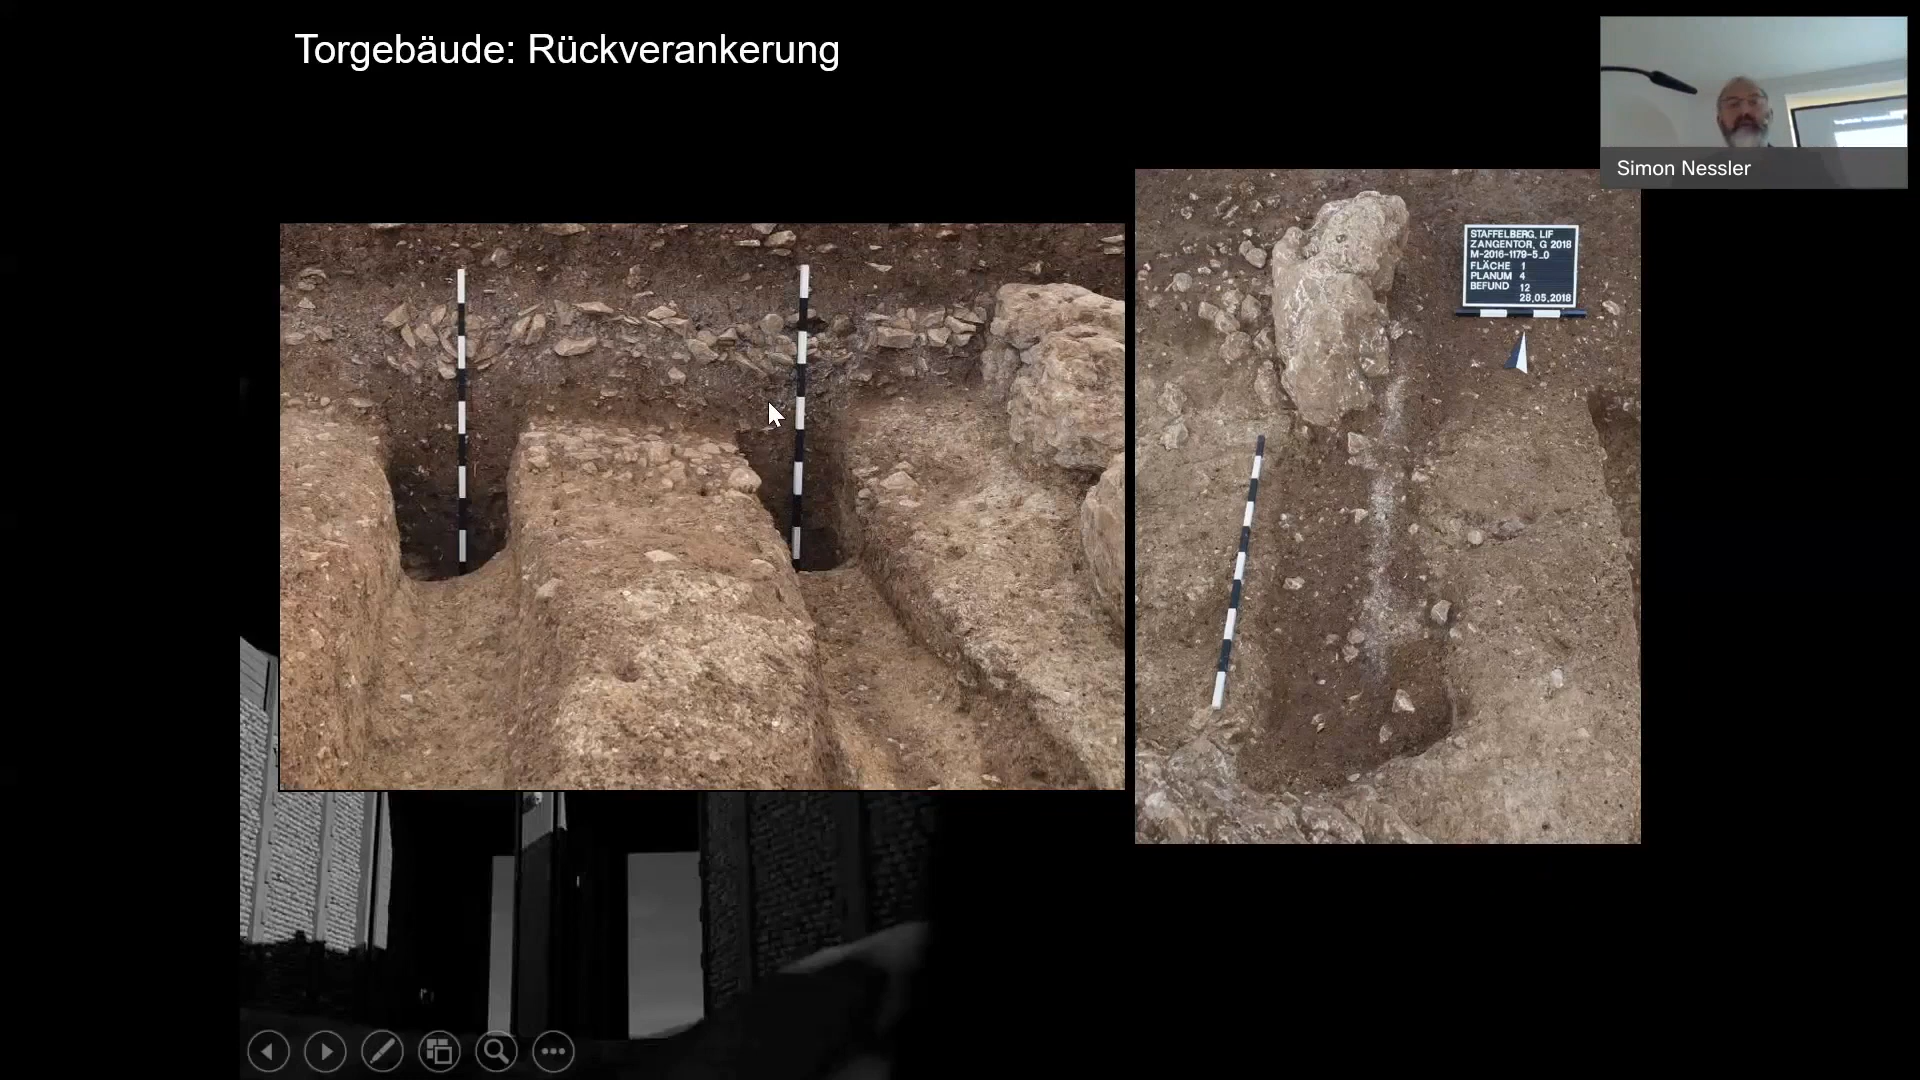 Torgebäude: Rückverankerung
Simon Nessler
STAFFELBERG, LIF
ZANGENTOR, G 2018
M-2016-1179-5_0
FLÄCHE 1
PLANUM 4
BEFUND 12
28.05.2018